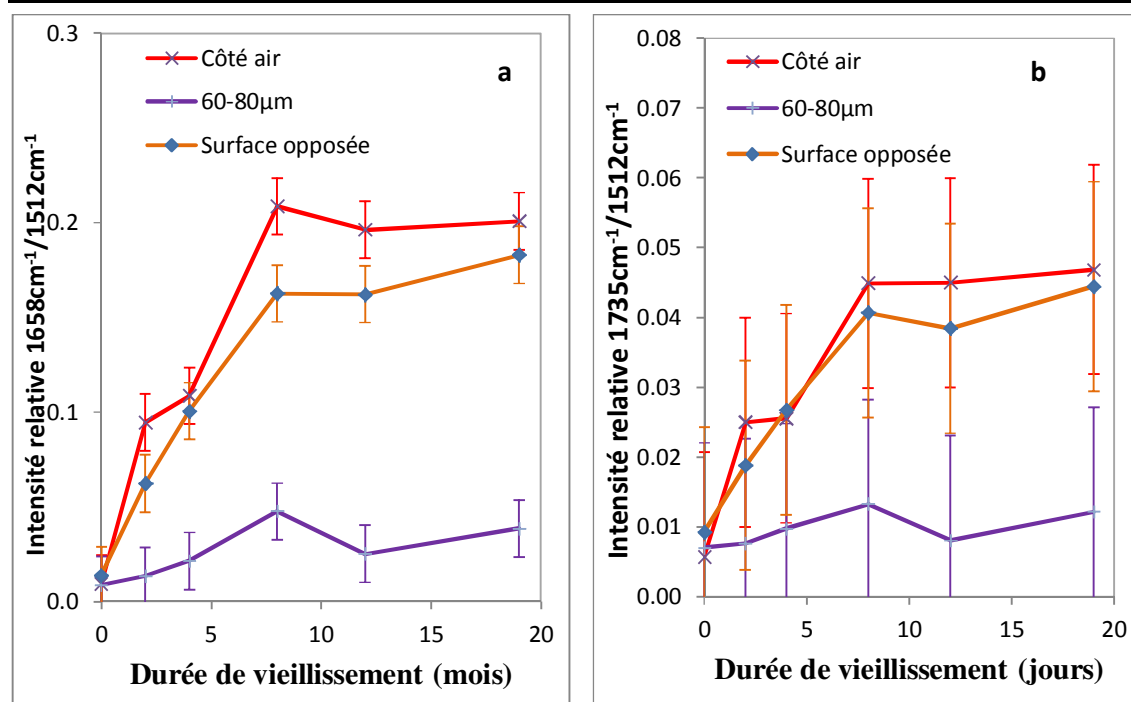 a
Côté air
60-80µm
Surface opposée
Intensité relative 1658cm⁻¹/1512cm⁻¹
0.3
0.2
0.1
0.0
0 5 10 15 20
Durée de vieillissement (mois)
b
Côté air
60-80µm
Surface opposée
Intensité relative 1735cm⁻¹/1512cm⁻¹
0.08
0.07
0.06
0.05
0.04
0.03
0.02
0.01
0.00
0 5 10 15 20
Durée de vieillissement (jours)